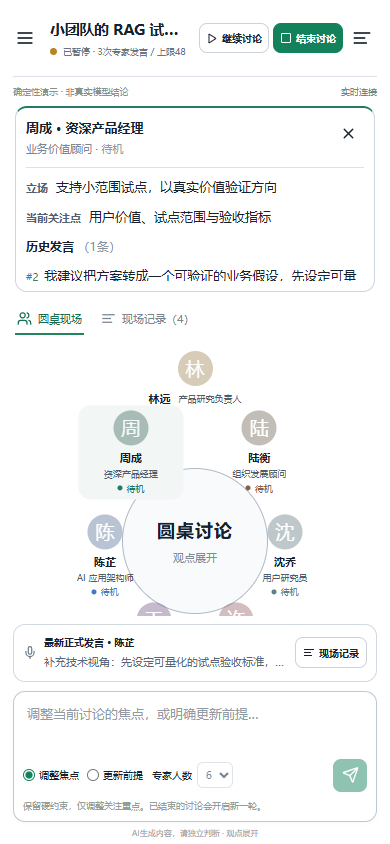 小团队的 RAG 试...
已暂停 · 3次专家发言 / 上限48
继续讨论
结束讨论
确定性演示 · 非真实模型结论
实时连接
周成 • 资深产品经理
业务价值顾问 · 待机
立场 支持小范围试点，以真实价值验证方向
当前关注点 用户价值、试点范围与验收指标
历史发言 （1条）
#2 我建议把方案转成一个可验证的业务假设，先设定可量
圆桌现场
现场记录（4）
林
林远 产品研究负责人
周
周成
资深产品经理
待机
陆
陆衡
组织发展顾问
待机
圆桌讨论
观点展开
陈
陈芷
AI 应用架构师
待机
沈
沈乔
用户研究员
待机
最新正式发言 • 陈芷
补充技术视角：先设定可量化的试点验收标准，...
现场记录
调整当前讨论的焦点，或明确更新前提...
调整焦点
更新前提
专家人数
6
保留硬约束，仅调整关注重点。已结束的讨论会开启新一轮。
AI生成内容，请独立判断 · 观点展开